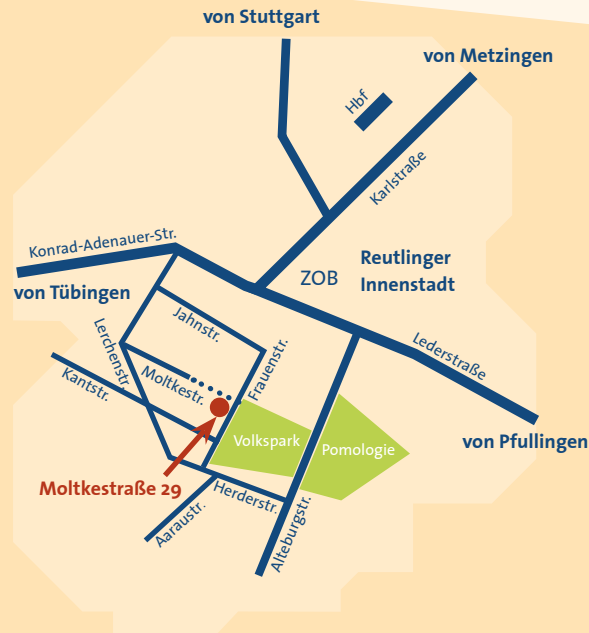 von Stuttgart
von Metzingen
Hbf
Karlstraße
Konrad-Adenauer-Str.
Reutlinger
Innenstadt
ZOB
von Tübingen
Jahnstr.
Lerchenstr.
Frauenstr.
Lederstraße
Kantstr.
Moltkestr.
Volkspark
Pomologie
von Pfullingen
Moltkestraße 29
Herderstr.
Aaraustr.
Alteburgstr.